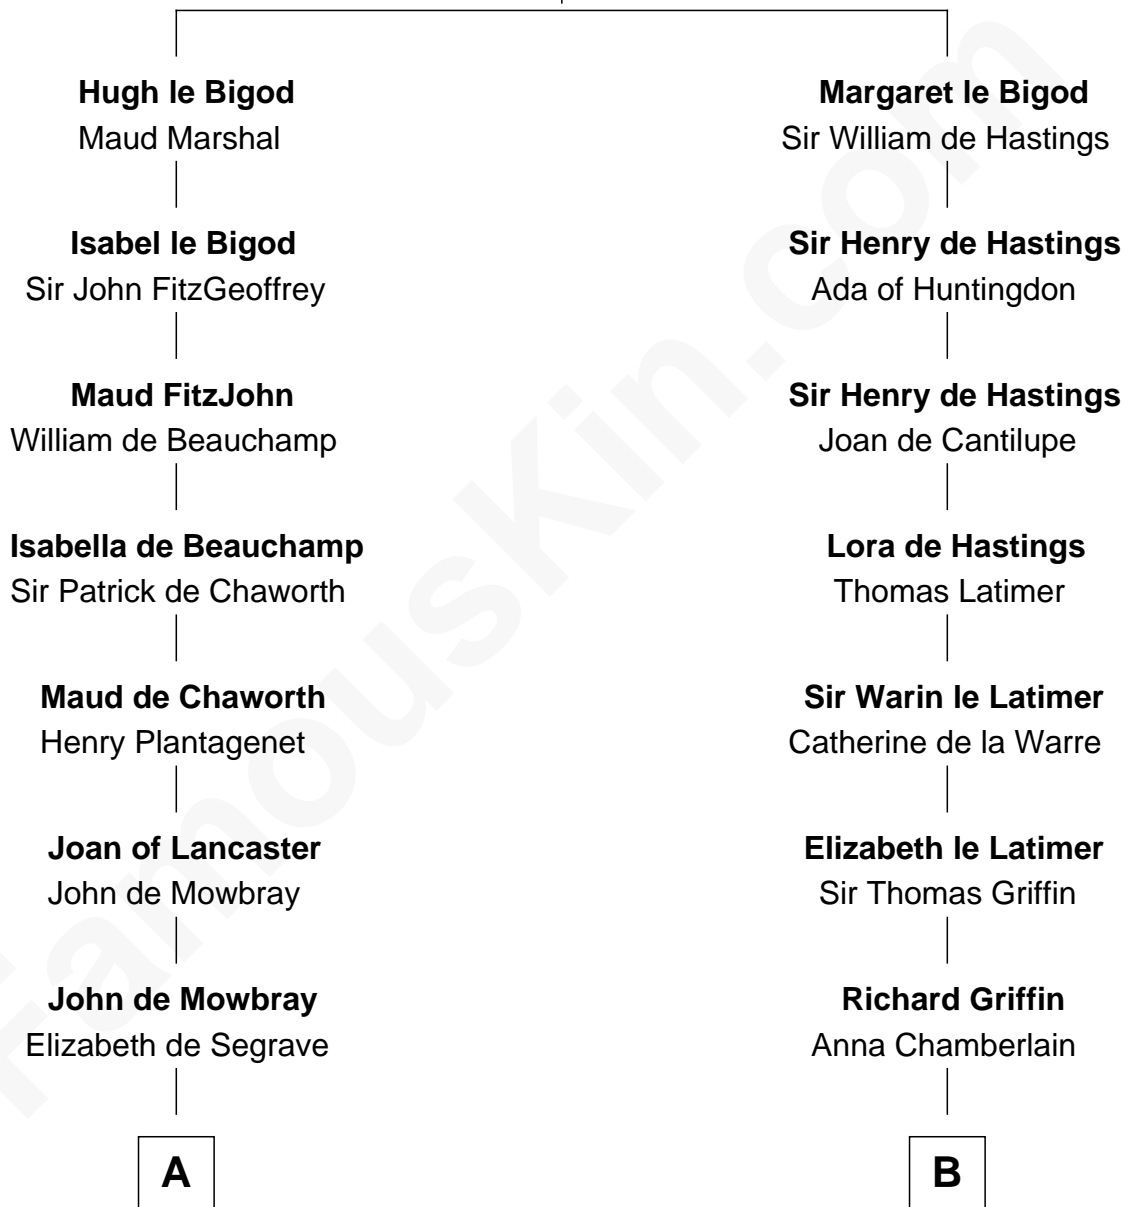 Hugh le Bigod
Maud Marshal
Isabel le Bigod
Sir John FitzGeoffrey
Maud FitzJohn
William de Beauchamp
Isabella de Beauchamp
Sir Patrick de Chaworth
Maud de Chaworth
Henry Plantagenet
Joan of Lancaster
John de Mowbray
John de Mowbray
Elizabeth de Segrave
A
Margaret le Bigod
Sir William de Hastings
Sir Henry de Hastings
Ada of Huntingdon
Sir Henry de Hastings
Joan de Cantilupe
Lora de Hastings
Thomas Latimer
Sir Warin le Latimer
Catherine de la Warre
Elizabeth le Latimer
Sir Thomas Griffin
Richard Griffin
Anna Chamberlain
B
FamousKin.com